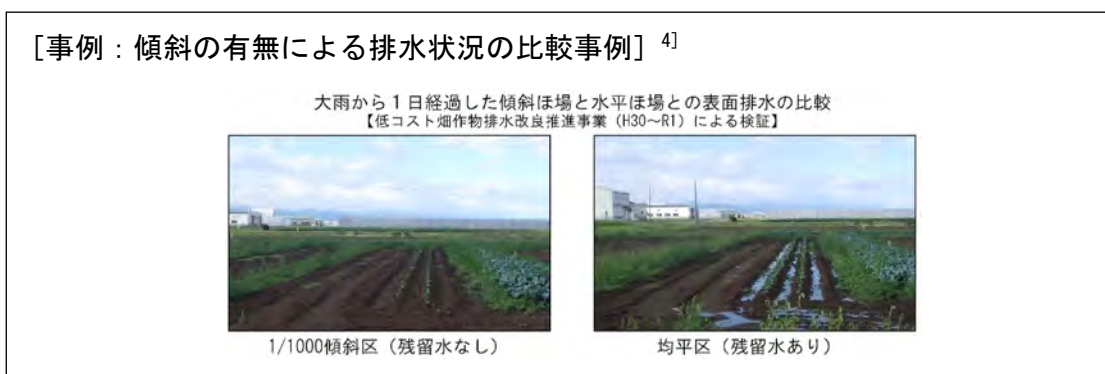 ［事例：傾斜の有無による排水状況の比較事例］4]
大雨から１日経過した傾斜ほ場と水平ほ場との表面排水の比較
【低コスト畑作物排水改良推進事業（H30～R1）による検証】
1/1000傾斜区（残留水なし）
均平区（残留水あり）